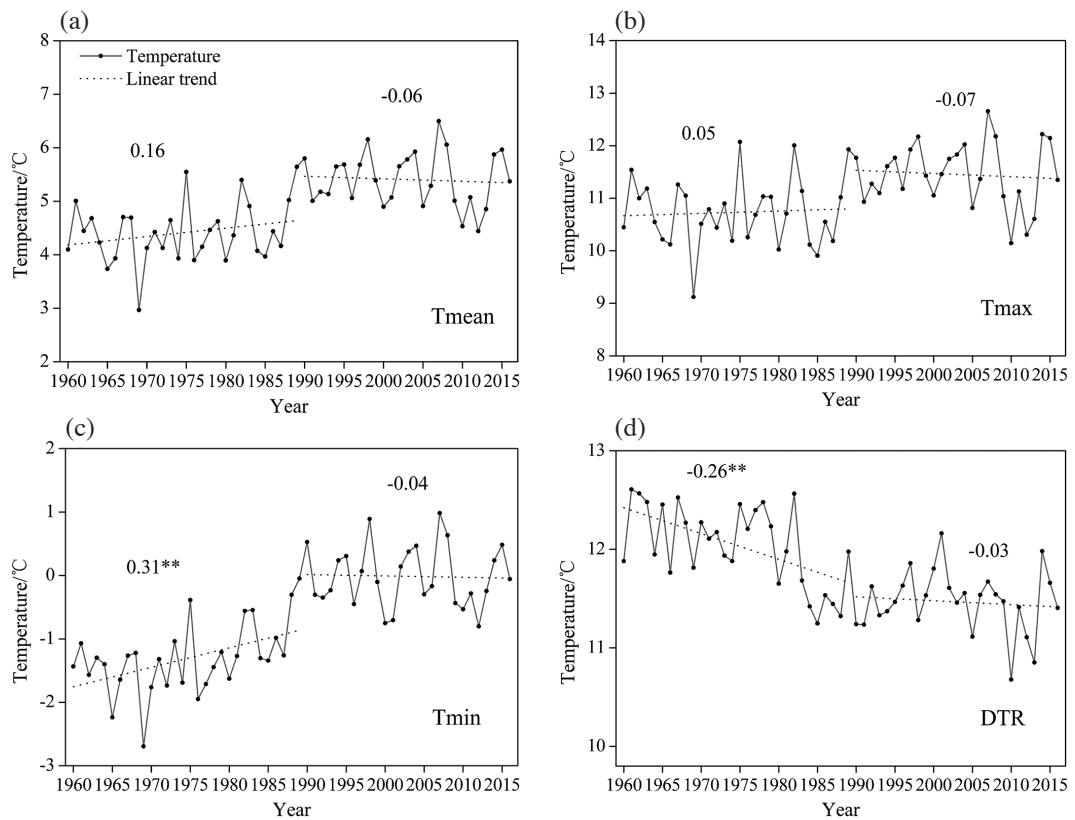 (a)
8
7
6
5
4
3
2
Temperature/℃
Temperature
Linear trend
0.16
-0.06
Tmean
1960 1965 1970 1975 1980 1985 1990 1995 2000 2005 2010 2015
Year
(b)
14
13
12
11
10
9
8
Temperature/℃
0.05
-0.07
Tmax
1960 1965 1970 1975 1980 1985 1990 1995 2000 2005 2010 2015
Year
(c)
2
1
0
-1
-2
-3
Temperature/℃
0.31**
-0.04
Tmin
1960 1965 1970 1975 1980 1985 1990 1995 2000 2005 2010 2015
Year
(d)
13
12
11
10
Temperature/℃
-0.26**
-0.03
DTR
1960 1965 1970 1975 1980 1985 1990 1995 2000 2005 2010 2015
Year